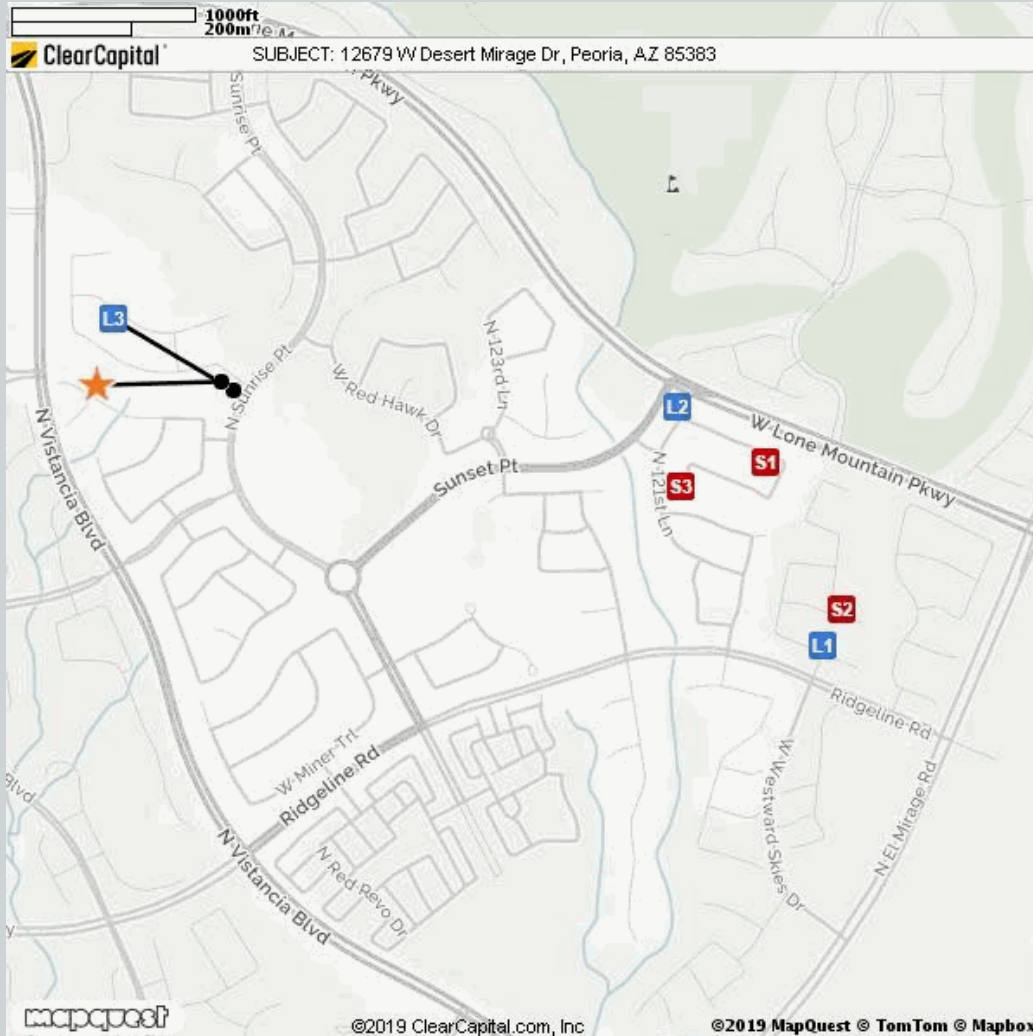 1000ft
200m
ne M
ClearCapital
SUBJECT: 12679 W Desert Mirage Dr, Peoria, AZ 85383
Pkwy
Sunrise Pt
L3
N Sunrise Pt
N 123rd Ln
W Red Hawk Dr
L2
W Lone Mountain Pkwy
N Vistancia Blvd
Sunset Pt
S1
S3
N 121st Ln
S2
L1
Ridgeline Rd
W Miner Trl
Ridgeline Rd
W Westward Skies Dr
N El Mirage Rd
Blvd
N Vistancia Blvd
N Red Revo Dr
y
mapquest
©2019 ClearCapital.com, Inc
©2019 MapQuest © TomTom © Mapbox